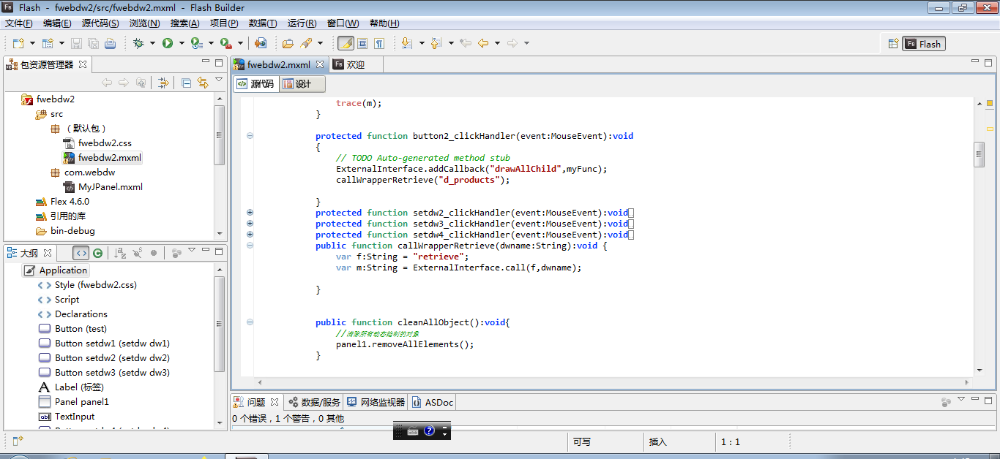 Flash - fwebdw2/src/fwebdw2.mxml - Flash Builder
文件(F) 编辑(E) 源代码(S) 浏览(N) 搜索(A) 项目(P) 数据(T) 运行(R) 窗口(W) 帮助(H)
Fb Flash
包资源管理器
fwebdw2
src
(默认包)
fwebdw2.css
fwebdw2.mxml
com.webdw
MyJPanel.mxml
Flex 4.6.0
引用的库
bin-debug
大纲
Application
Style (fwebdw2.css)
Script
Declarations
Button (test)
Button setdw1 (setdw dw1)
Button setdw2 (setdw dw2)
Button setdw3 (setdw dw3)
Label (标签)
Panel panel1
TextInput
fwebdw2.mxml Fb 欢迎
源代码 设计
trace(m);
}
protected function button2_clickHandler(event:MouseEvent):void
{
// TODO Auto-generated method stub
ExternalInterface.addCallback("drawAllChild",myFunc);
callWrapperRetrieve("d_products");
}
protected function setdw2_clickHandler(event:MouseEvent):void
protected function setdw3_clickHandler(event:MouseEvent):void
protected function setdw4_clickHandler(event:MouseEvent):void
public function callWrapperRetrieve(dwname:String):void {
var f:String = "retrieve";
var m:String = ExternalInterface.call(f,dwname);
}
public function cleanAllObject():void{
//清除所有动态绘制的对象
panel1.removeAllElements();
}
问题 数据/服务 网络监视器 ASDoc
0 个错误，1 个警告，0 其他
可写 插入 1 : 1